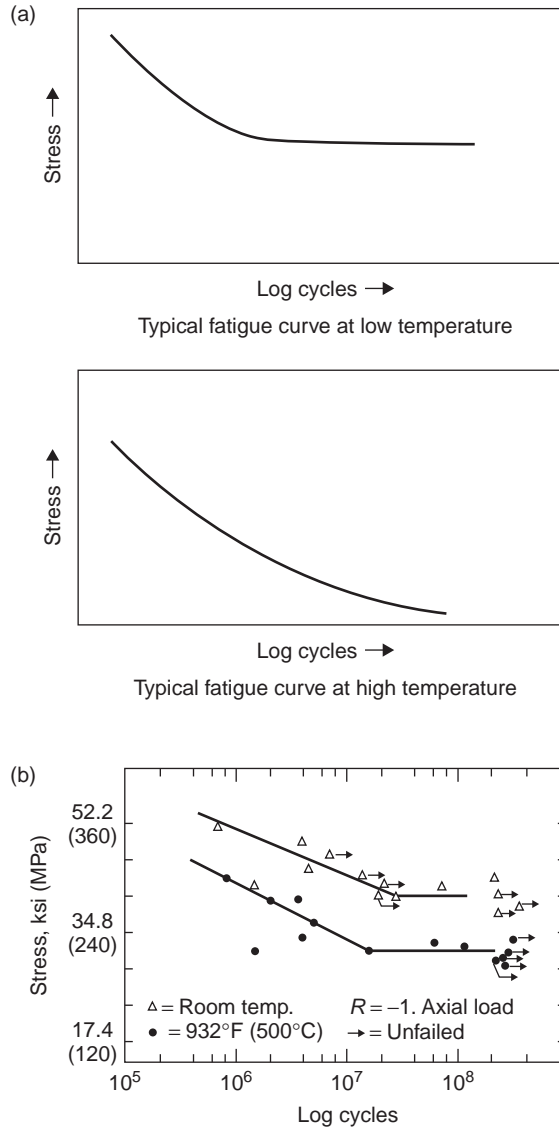 (a)
Stress →
Log cycles →
Typical fatigue curve at low temperature
Stress →
Log cycles →
Typical fatigue curve at high temperature
(b)
Stress, ksi (MPa)
52.2
(360)
34.8
(240)
17.4
(120)
△ = Room temp. R = −1. Axial load
● = 932°F (500°C) → = Unfailed
10⁵ 10⁶ 10⁷ 10⁸
Log cycles